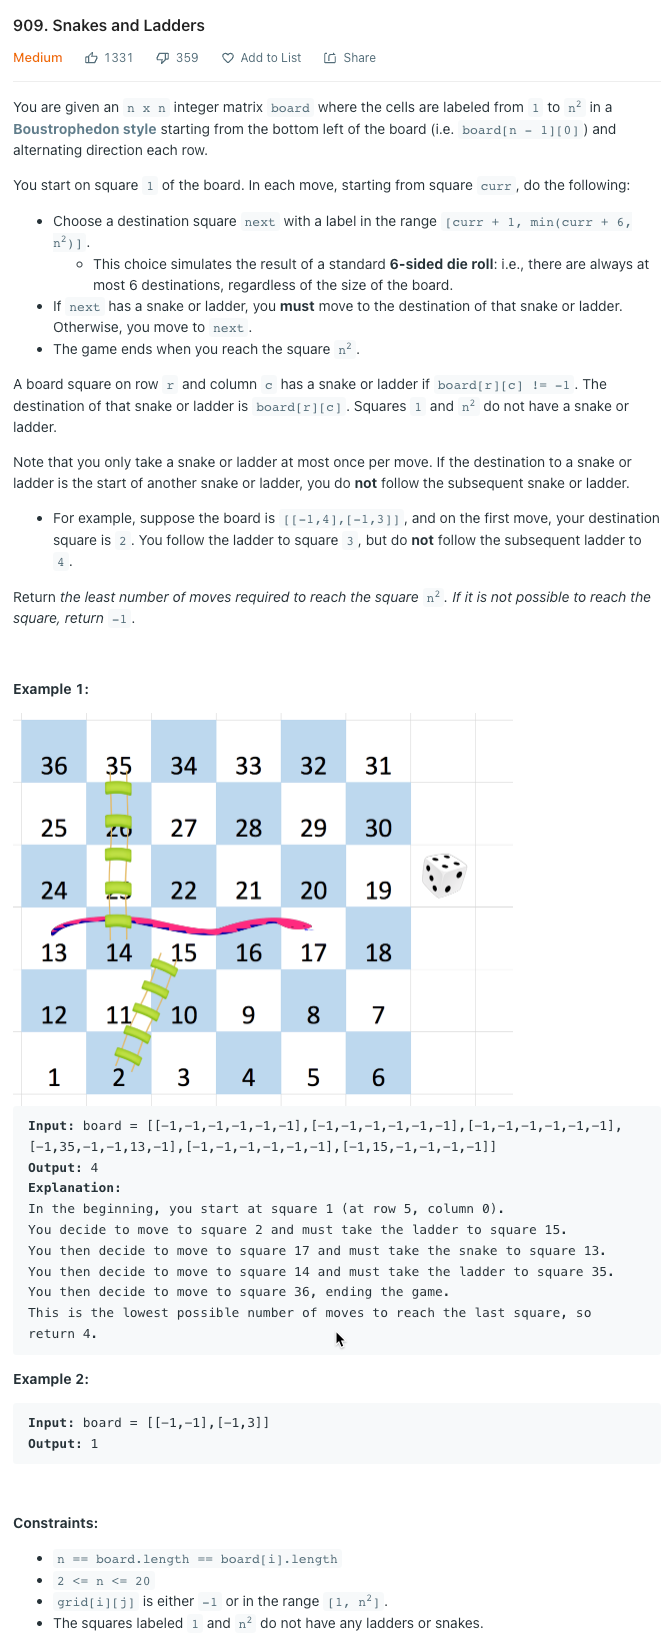 909. Snakes and Ladders
Medium 1331 359 Add to List Share
You are given an n x n integer matrix board where the cells are labeled from 1 to n² in a
Boustrophedon style starting from the bottom left of the board (i.e. board[n - 1][0] ) and
alternating direction each row.
You start on square 1 of the board. In each move, starting from square curr , do the following:
• Choose a destination square next with a label in the range [curr + 1, min(curr + 6,
n²)] .
◦ This choice simulates the result of a standard 6-sided die roll: i.e., there are always at
most 6 destinations, regardless of the size of the board.
• If next has a snake or ladder, you must move to the destination of that snake or ladder.
Otherwise, you move to next .
• The game ends when you reach the square n² .
A board square on row r and column c has a snake or ladder if board[r][c] != -1 . The
destination of that snake or ladder is board[r][c] . Squares 1 and n² do not have a snake or
ladder.
Note that you only take a snake or ladder at most once per move. If the destination to a snake or
ladder is the start of another snake or ladder, you do not follow the subsequent snake or ladder.
• For example, suppose the board is [[-1,4],[-1,3]] , and on the first move, your destination
square is 2 . You follow the ladder to square 3 , but do not follow the subsequent ladder to
4 .
Return the least number of moves required to reach the square n² . If it is not possible to reach the
square, return -1 .
Example 1:
36 35 34 33 32 31
25 26 27 28 29 30
24 23 22 21 20 19
13 14 15 16 17 18
12 11 10 9 8 7
1 2 3 4 5 6
Input: board = [[-1,-1,-1,-1,-1,-1],[-1,-1,-1,-1,-1,-1],[-1,-1,-1,-1,-1,-1],
[-1,35,-1,-1,13,-1],[-1,-1,-1,-1,-1,-1],[-1,15,-1,-1,-1,-1]]
Output: 4
Explanation:
In the beginning, you start at square 1 (at row 5, column 0).
You decide to move to square 2 and must take the ladder to square 15.
You then decide to move to square 17 and must take the snake to square 13.
You then decide to move to square 14 and must take the ladder to square 35.
You then decide to move to square 36, ending the game.
This is the lowest possible number of moves to reach the last square, so
return 4.
Example 2:
Input: board = [[-1,-1],[-1,3]]
Output: 1
Constraints:
• n == board.length == board[i].length
• 2 <= n <= 20
• grid[i][j] is either -1 or in the range [1, n²] .
• The squares labeled 1 and n² do not have any ladders or snakes.